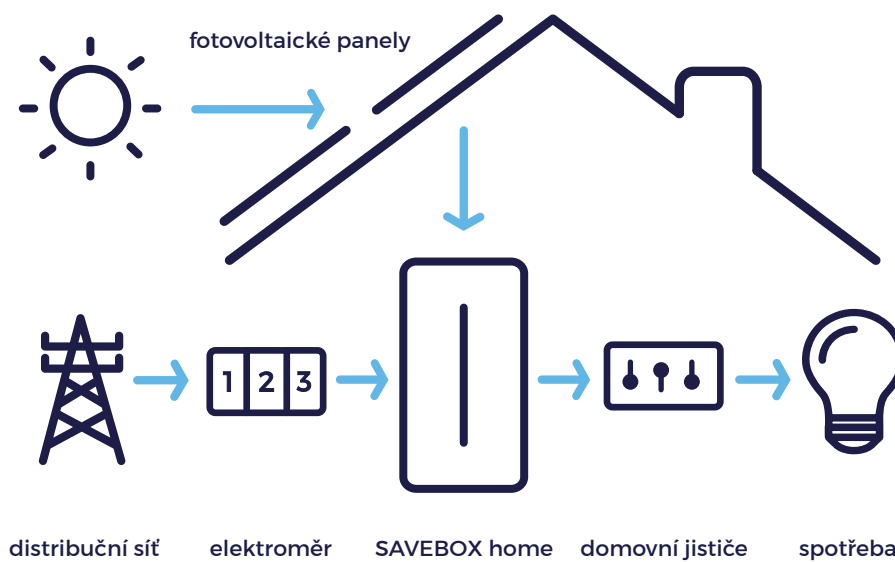 fotovoltaické panely
1 2 3
distribuční síť
elektroměr
SAVEBOX home
domovní jističe
spotřeba